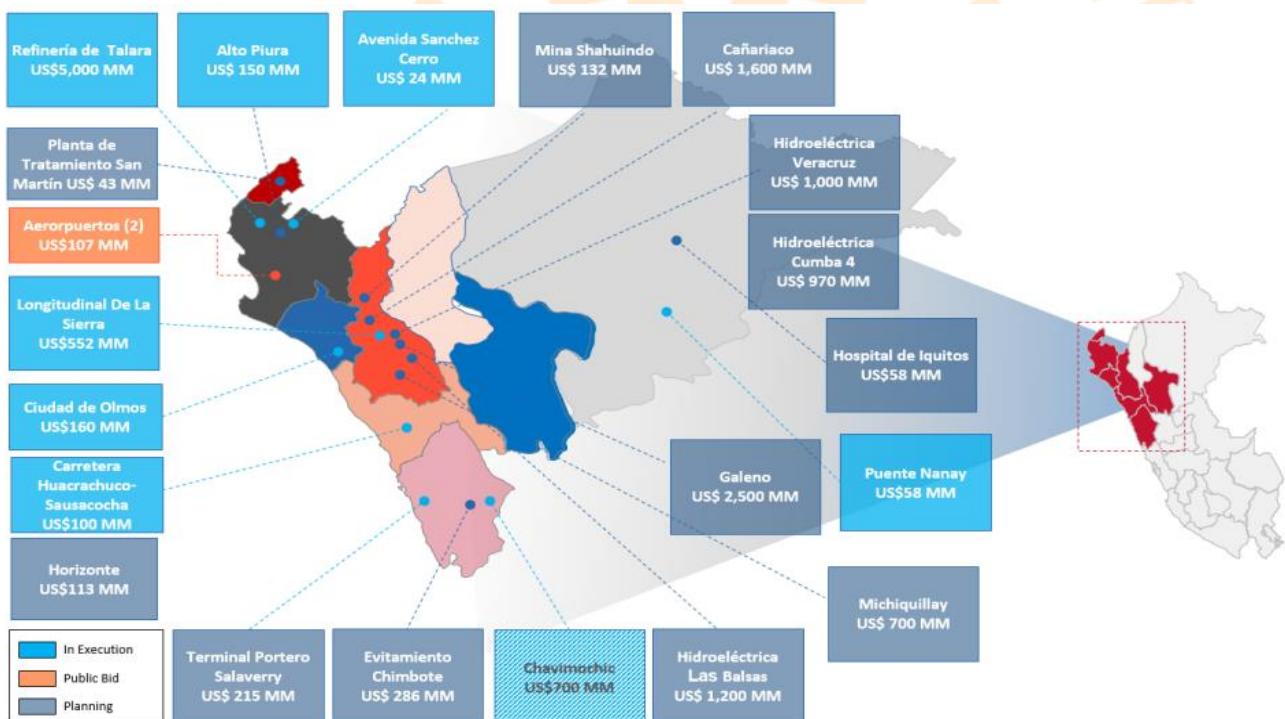 Refinería de Talara
US$5,000 MM
Alto Piura
US$ 150 MM
Avenida Sanchez
Cerro
US$ 24 MM
Mina Shahuindo
US$ 132 MM
Cañariaco
US$ 1,600 MM
Planta de
Tratamiento San
Martín US$ 43 MM
Hidroeléctrica
Veracruz
US$ 1,000 MM
Aerorpuertos (2)
US$107 MM
Hidroeléctrica
Cumba 4
US$ 970 MM
Longitudinal De La
Sierra
US$552 MM
Hospital de Iquitos
US$58 MM
Ciudad de Olmos
US$160 MM
Carretera
Huacrachuco-
Sausacocha
US$100 MM
Galeno
US$ 2,500 MM
Puente Nanay
US$58 MM
Horizonte
US$113 MM
Michiquillay
US$ 700 MM
In Execution
Public Bid
Planning
Terminal Portero
Salaverry
US$ 215 MM
Evitamiento
Chimbote
US$ 286 MM
Chavimochic
US$700 MM
Hidroeléctrica
Las Balsas
US$ 1,200 MM